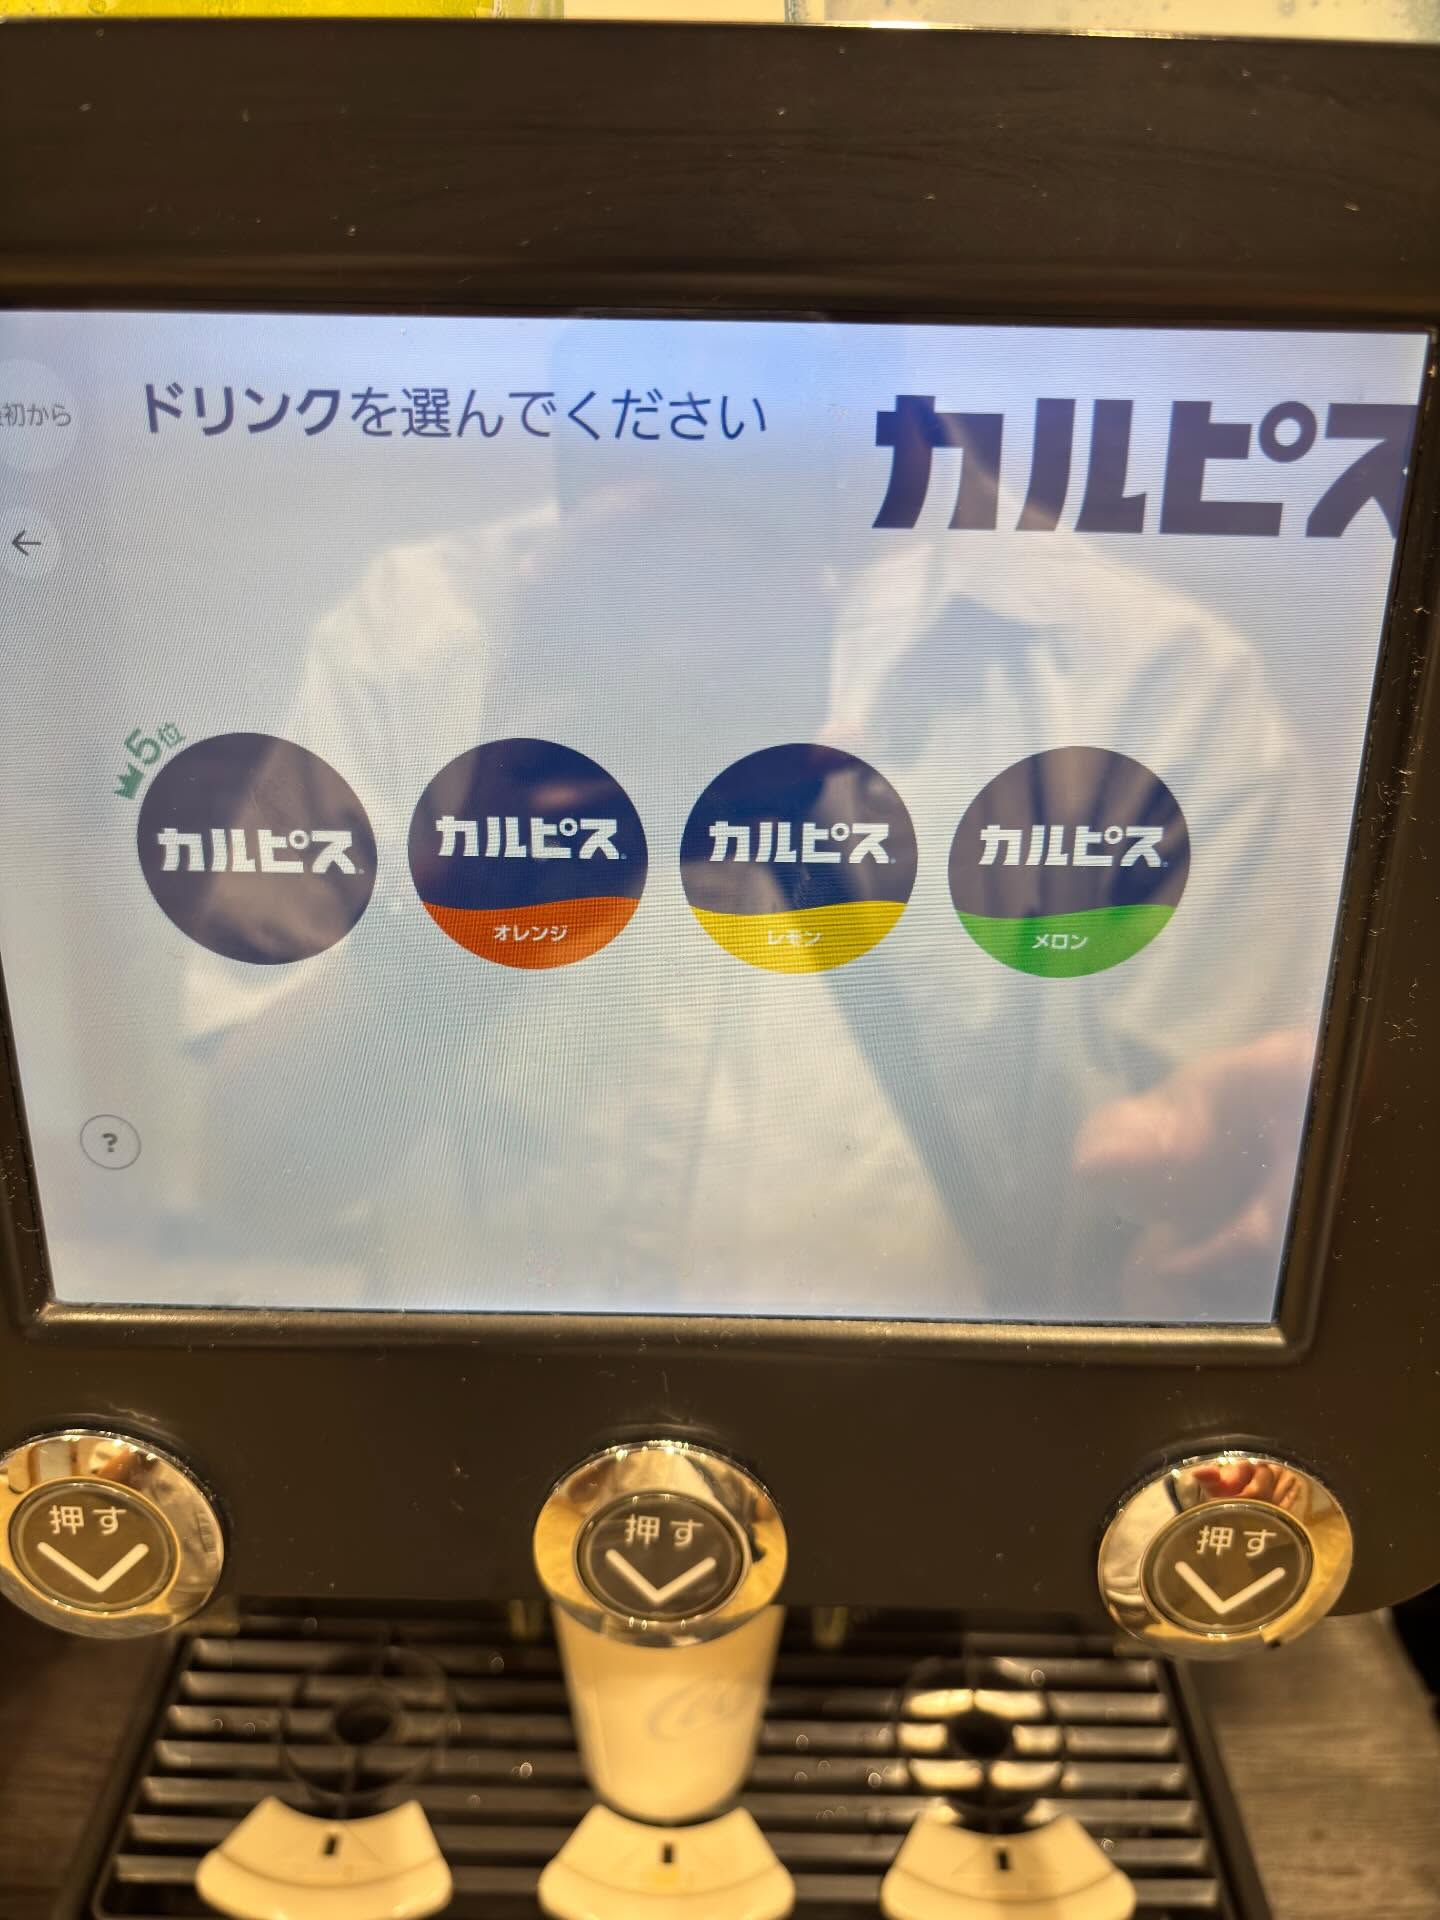 初から
ドリンクを選んでください
カルピス
5位
カルピス
カルピス
オレンジ
カルピス
レモン
カルピス
メロン
?
押す
押す
押す